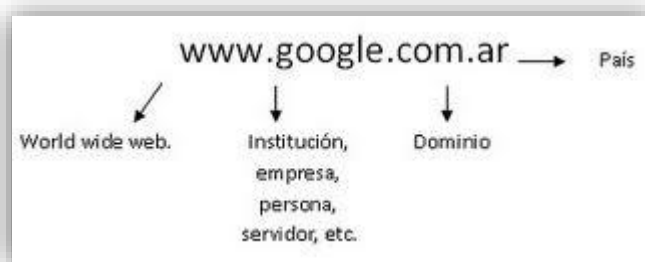 www.google.com.ar
País
World wide web.
Institución,
empresa,
persona,
servidor, etc.
Dominio